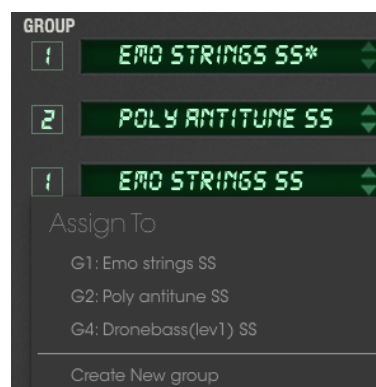 GROUP
1 EMO STRINGS SS*
2 POLY ANTITUNE SS
1 EMO STRINGS SS
Assign To
G1: Emo strings SS
G2: Poly antitune SS
G4: Dronebass(lev1) SS
Create New group